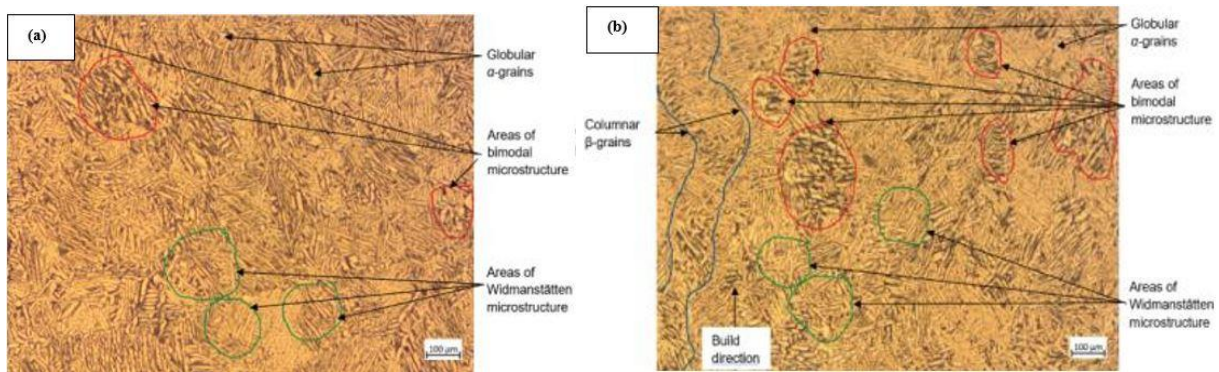 (a)
Globular
α-grains
Areas of
bimodal
microstructure
Areas of
Widmanstätten
microstructure
100 µm
(b)
Columnar
β-grains
Build
direction
Globular
α-grains
Areas of
bimodal
microstructure
Areas of
Widmanstätten
microstructure
100 µm